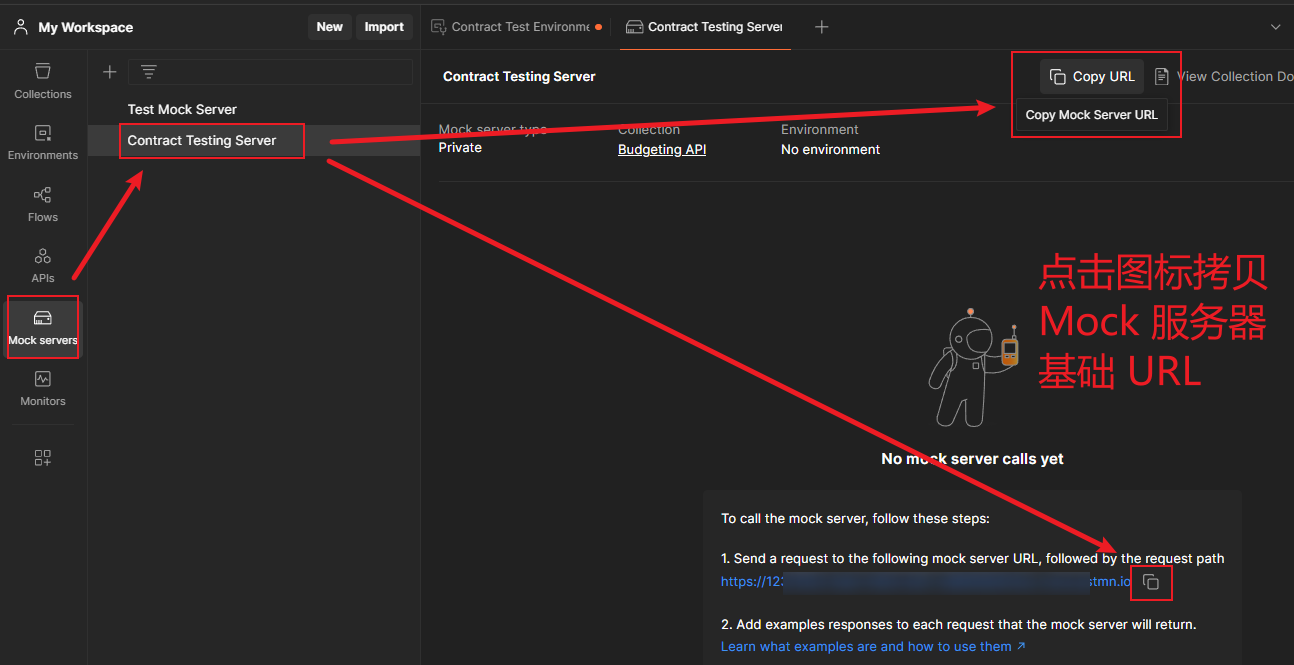 My Workspace
New
Import
Contract Test Environme
Contract Testing Server
Collections
Environments
Flows
APIs
Mock servers
Monitors
Test Mock Server
Contract Testing Server
Contract Testing Server
Copy URL
View Collection Do
Copy Mock Server URL
Mock server type
Collection
Environment
Private
Budgeting API
No environment
点击图标拷贝
Mock 服务器
基础 URL
No mock server calls yet
To call the mock server, follow these steps:
1. Send a request to the following mock server URL, followed by the request path
https://123 stmn.io
2. Add examples responses to each request that the mock server will return.
Learn what examples are and how to use them ↗